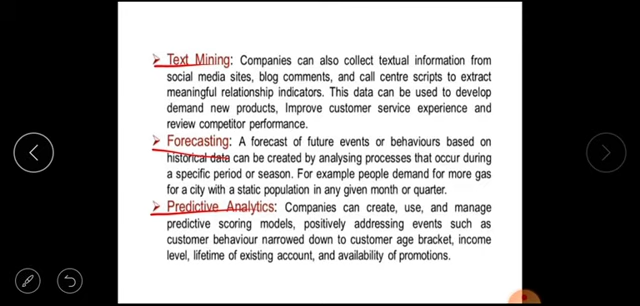 ➢ Text Mining: Companies can also collect textual information from
social media sites, blog comments, and call centre scripts to extract
meaningful relationship indicators. This data can be used to develop
demand new products, Improve customer service experience and
review competitor performance.
➢ Forecasting: A forecast of future events or behaviours based on
historical data can be created by analysing processes that occur during
a specific period or season. For example people demand for more gas
for a city with a static population in any given month or quarter.
➢ Predictive Analytics: Companies can create, use, and manage
predictive scoring models, positively addressing events such as
customer behaviour narrowed down to customer age bracket, income
level, lifetime of existing account, and availability of promotions.